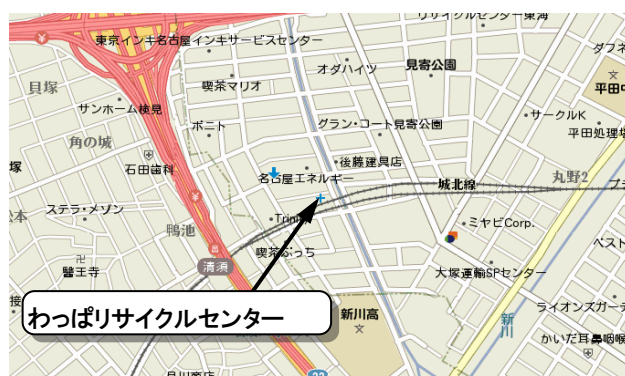 リサイクルセンター東海
東京インキ名古屋インキサービスセンター
ダフネ
オダハイツ
見寄公園
貝塚
喫茶マリオ
平田中
サンホーム検見
ボニト
グラン・コート見寄公園
サークルK
平田処理場
角の城
石田歯科
後藤建具店
塚
名古屋エネルギー
城北線
丸野2
ステラ・メゾン
本
鴨池
Trini
ミヤビCorp.
ベスト
喫茶ぷっち
醫王寺
清須
大塚運輸SPセンター
接
わっぱリサイクルセンター
新川高
新川
ライオンズガーデ
かいだ耳鼻咽喉
22